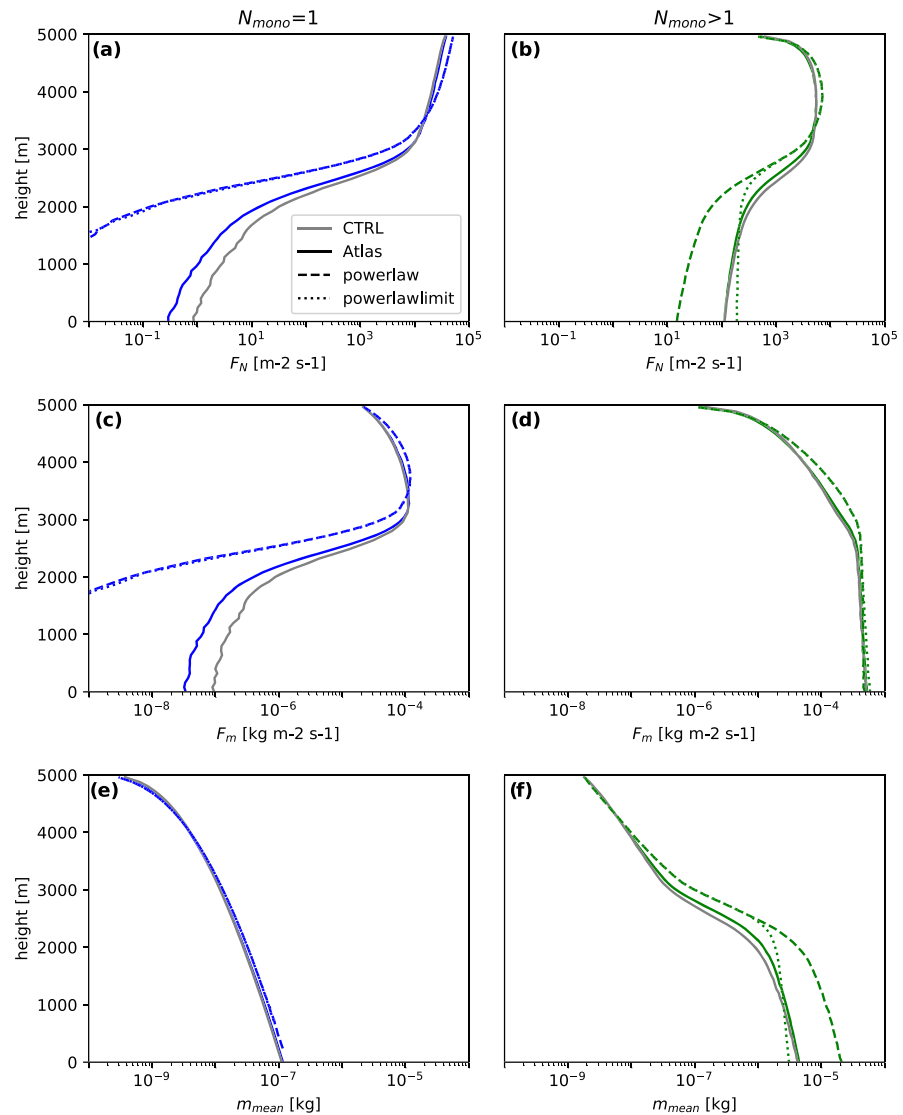 N_mono=1 N_mono>1
(a) (b)
5000
4000
3000
2000
1000
0
height [m]
CTRL
Atlas
powerlaw
powerlawlimit
10^-1 10^1 10^3 10^5 10^-1 10^1 10^3 10^5
F_N [m-2 s-1] F_N [m-2 s-1]
(c) (d)
5000
4000
3000
2000
1000
0
height [m]
10^-8 10^-6 10^-4 10^-8 10^-6 10^-4
F_m [kg m-2 s-1] F_m [kg m-2 s-1]
(e) (f)
5000
4000
3000
2000
1000
0
height [m]
10^-9 10^-7 10^-5 10^-9 10^-7 10^-5
m_mean [kg] m_mean [kg]